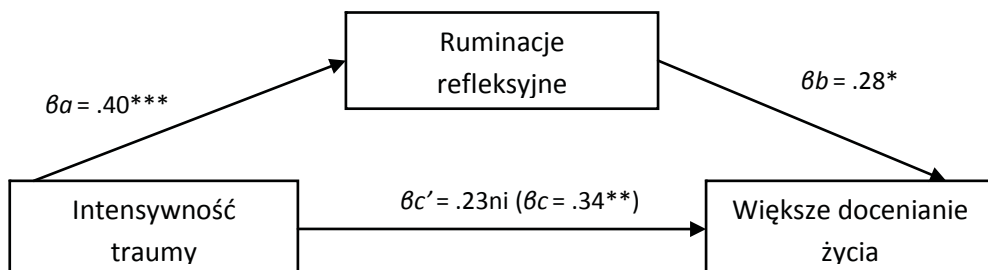 Ruminacje
refleksyjne
βa = .40***
βb = .28*
Intensywność
traumy
βc’ = .23ni (βc = .34**)
Większe docenianie
życia